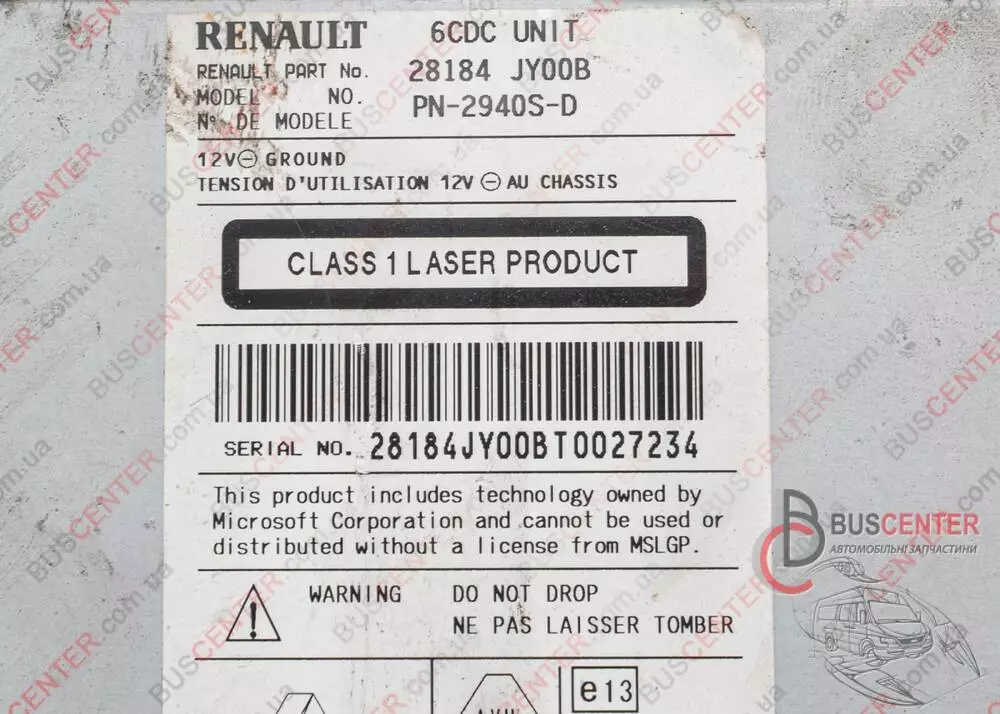 RENAULT 6CDC UNIT
RENAULT PART No. 28184 JY00B
MODEL NO. PN-2940S-D
N° DE MODELE
12V⊖ GROUND
TENSION D'UTILISATION 12V ⊖ AU CHASSIS
CLASS 1 LASER PRODUCT
SERIAL NO. 28184JY00BT0027234
This product includes technology owned by
Microsoft Corporation and cannot be used or
distributed without a license from MSLGP.
BUSCENTER
АВТОМОБІЛЬНІ ЗАПЧАСТИНИ
WARNING DO NOT DROP
NE PAS LAISSER TOMBER
e13